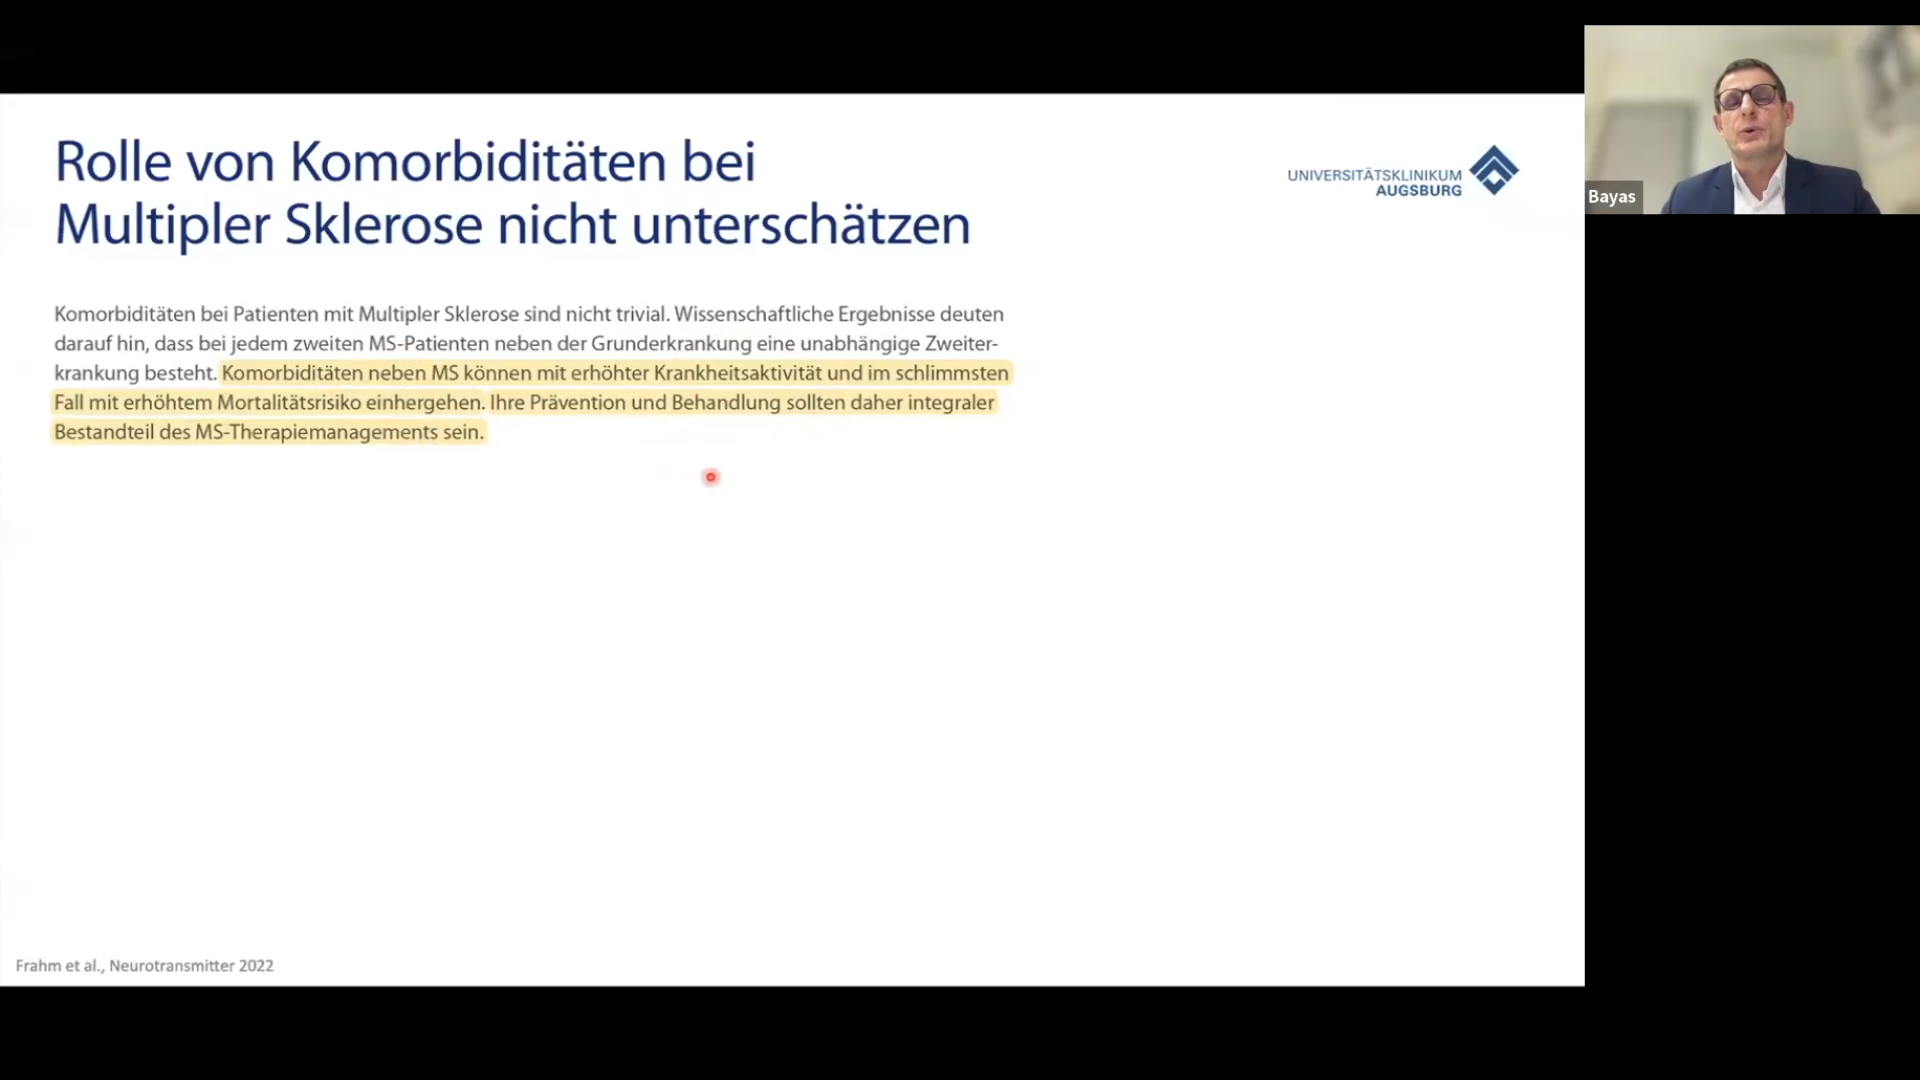 Rolle von Komorbiditäten bei
Multipler Sklerose nicht unterschätzen
UNIVERSITÄTSKLINIKUM
AUGSBURG
Bayas
Komorbiditäten bei Patienten mit Multipler Sklerose sind nicht trivial. Wissenschaftliche Ergebnisse deuten
darauf hin, dass bei jedem zweiten MS-Patienten neben der Grunderkrankung eine unabhängige Zweiter-
krankung besteht. Komorbiditäten neben MS können mit erhöhter Krankheitsaktivität und im schlimmsten
Fall mit erhöhtem Mortalitätsrisiko einhergehen. Ihre Prävention und Behandlung sollten daher integraler
Bestandteil des MS-Therapiemanagements sein.
Frahm et al., Neurotransmitter 2022